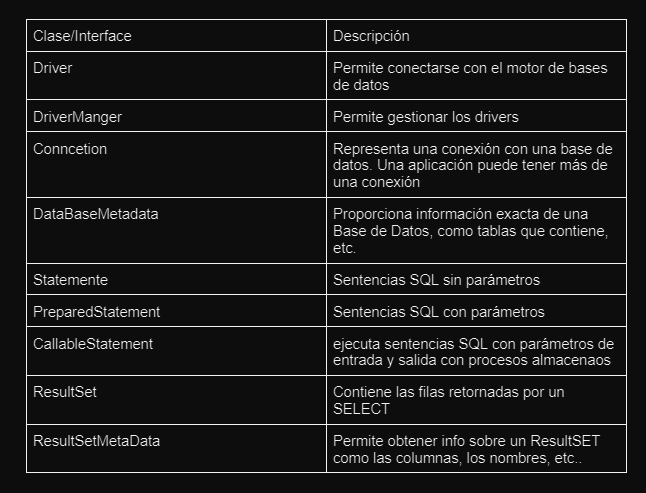 Clase/Interface
Descripción
Driver
Permite conectarse con el motor de bases
de datos
DriverManger
Permite gestionar los drivers
Conncetion
Representa una conexión con una base de
datos. Una aplicación puede tener más de
una conexión
DataBaseMetadata
Proporciona información exacta de una
Base de Datos, como tablas que contiene,
etc.
Statemente
Sentencias SQL sin parámetros
PreparedStatement
Sentencias SQL con parámetros
CallableStatement
ejecuta sentencias SQL con parámetros de
entrada y salida con procesos almacenaos
ResultSet
Contiene las filas retornadas por un
SELECT
ResultSetMetaData
Permite obtener info sobre un ResultSET
como las columnas, los nombres, etc..